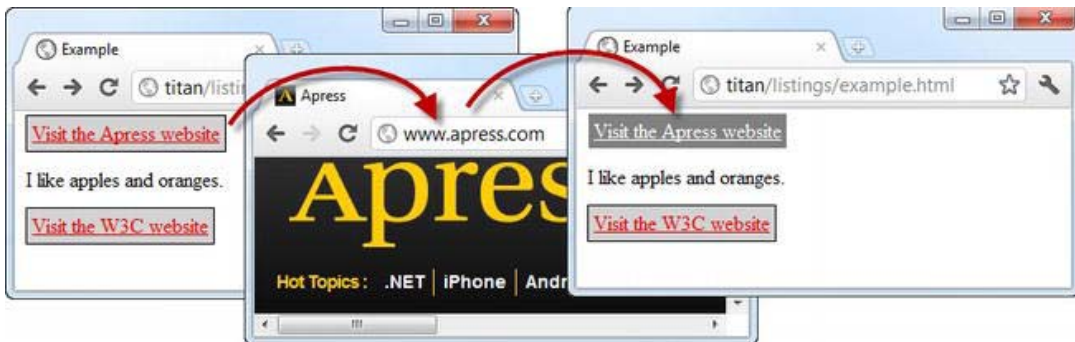 Example
titan/listin
Visit the Apress website
I like apples and oranges.
Visit the W3C website
Apress
www.apress.com
Apres
Hot Topics: .NET iPhone Andr
Example
titan/listings/example.html
Visit the Apress website
I like apples and oranges.
Visit the W3C website